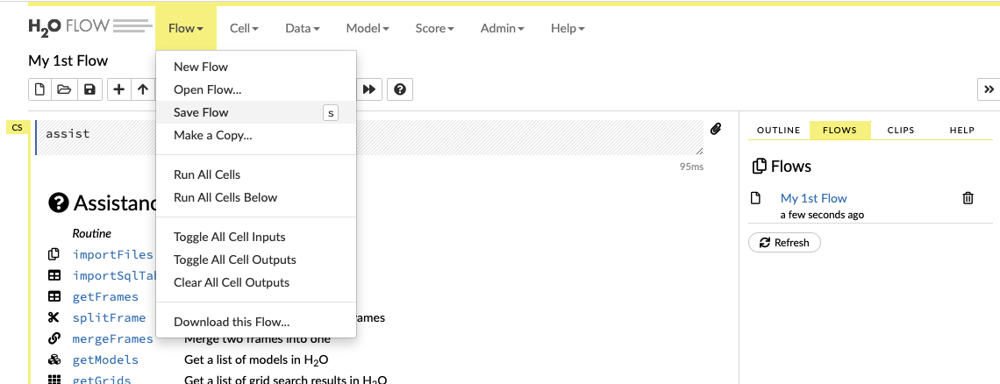 H2O FLOW
Flow Cell Data Model Score Admin Help
My 1st Flow
New Flow
Open Flow...
Save Flow s
Make a Copy...
Run All Cells
Run All Cells Below
Toggle All Cell Inputs
Toggle All Cell Outputs
Clear All Cell Outputs
Download this Flow...
CS
assist
95ms
Routine
importFiles
getFrames
splitFrame
mergeFrames Merge two frames into one
getModels Get a list of models in H2O
getGrids Get a list of grid search results in H2O
OUTLINE FLOWS CLIPS HELP
Flows
My 1st Flow
a few seconds ago
Refresh